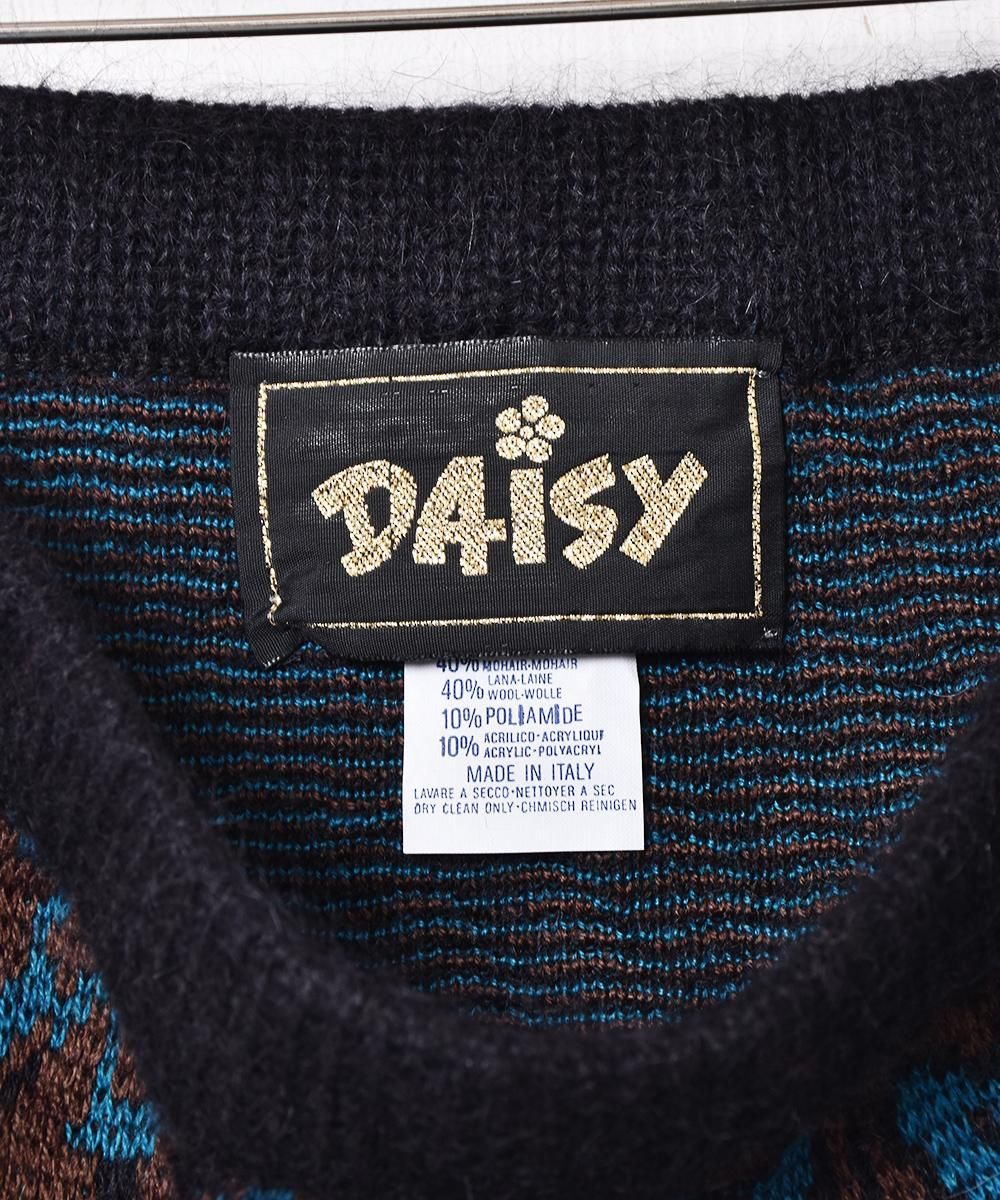 DAiSY
40% MOHAIR·MOHAIR
LANA·LAINE
40% WOOL·WOLLE
10% POLIAMIDE
ACRILICO·ACRYLIQUE
10% ACRYLIC·POLYACRYL
MADE IN ITALY
LAVARE A SECCO·NETTOYER A SEC
DRY CLEAN ONLY·CHMISCH REINIGEN